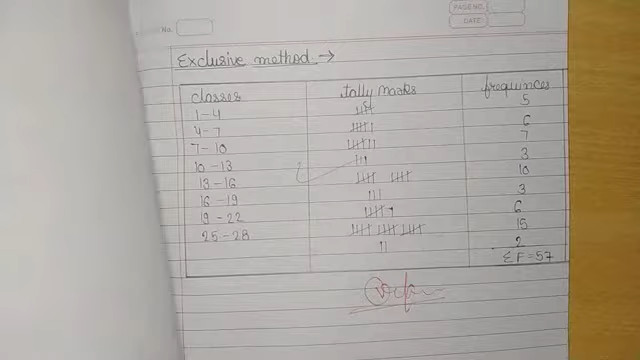 PAGE NO.
No.
DATE:
Exclusive method →
classes tally marks frequinces
1-4 5
4-7 6
7-10 7
10-13 3
13-16 10
16-19 3
19-22 6
25-28 15
2
ΣF=57